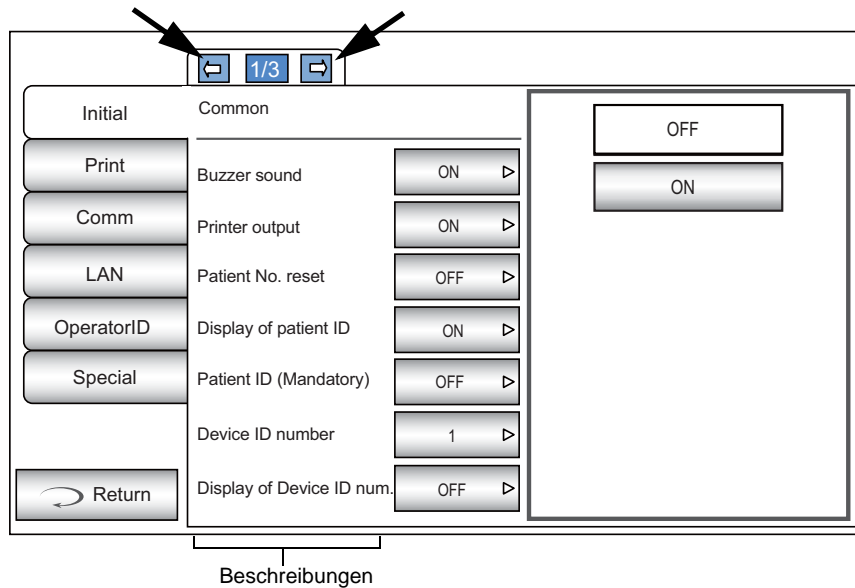 1/3
Initial
Print
Comm
LAN
OperatorID
Special
Return
Common
Buzzer sound ON
Printer output ON
Patient No. reset OFF
Display of patient ID ON
Patient ID (Mandatory) OFF
Device ID number 1
Display of Device ID num. OFF
OFF
ON
Beschreibungen